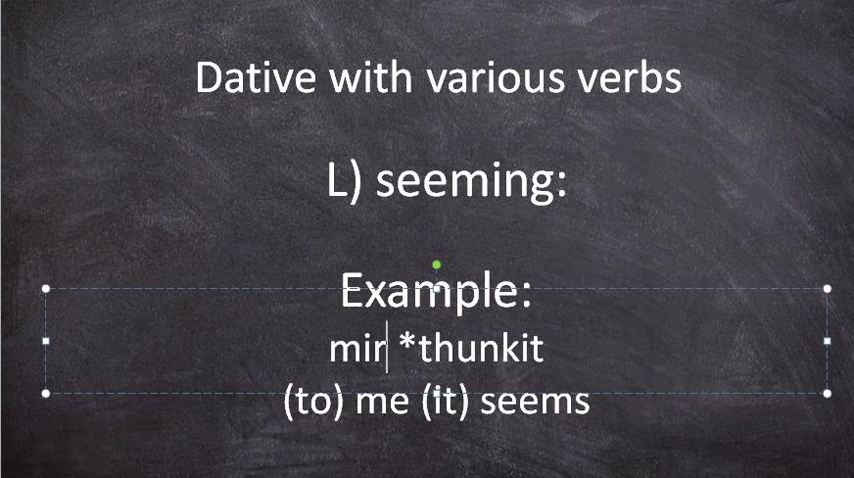 Dative with various verbs
L) seeming:
Example:
mir *thunkit
(to) me (it) seems